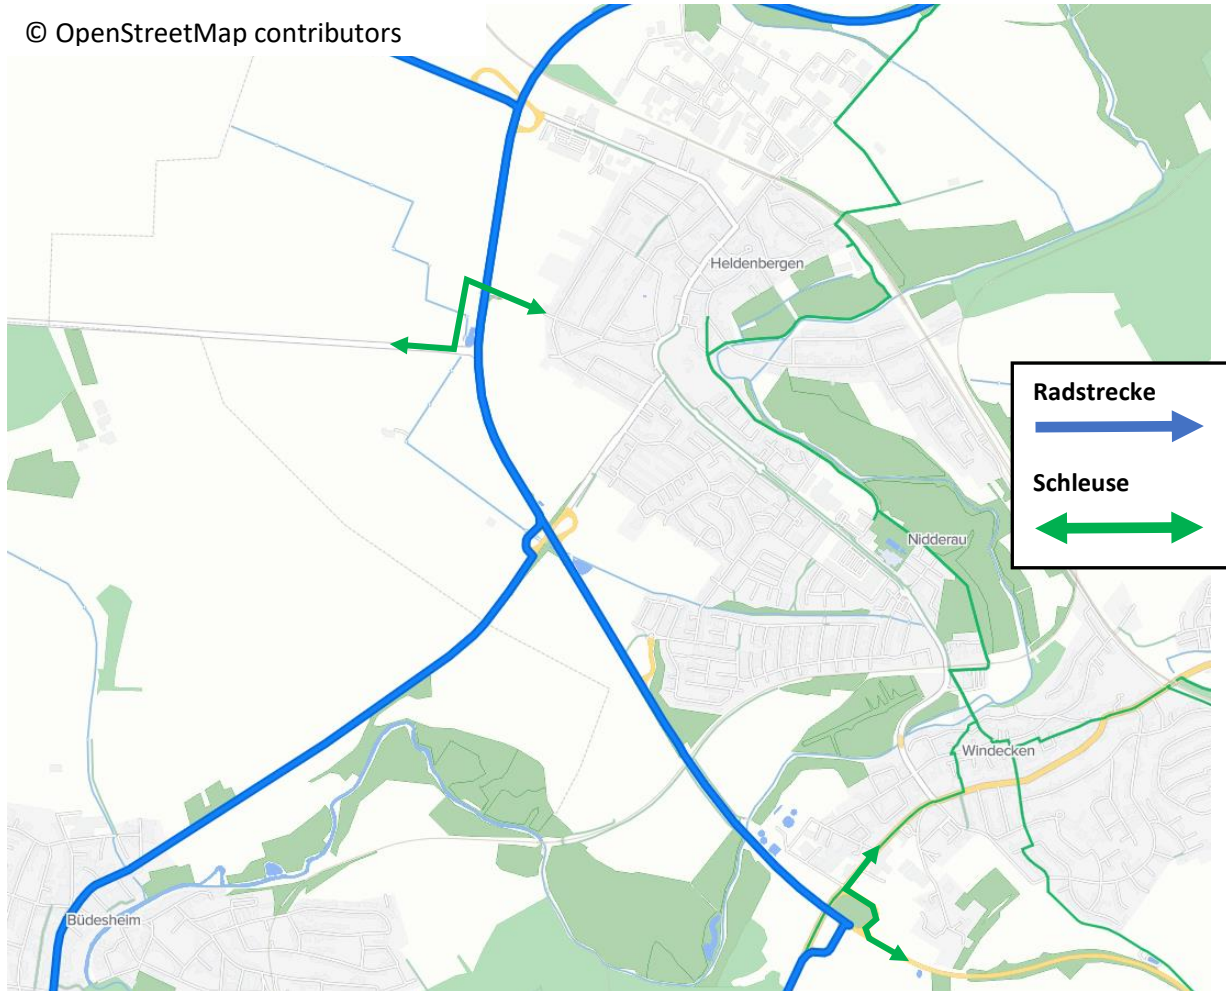 © OpenStreetMap contributors
Heldenbergen
Radstrecke
Schleuse
Nidderau
Windecken
Büdesheim